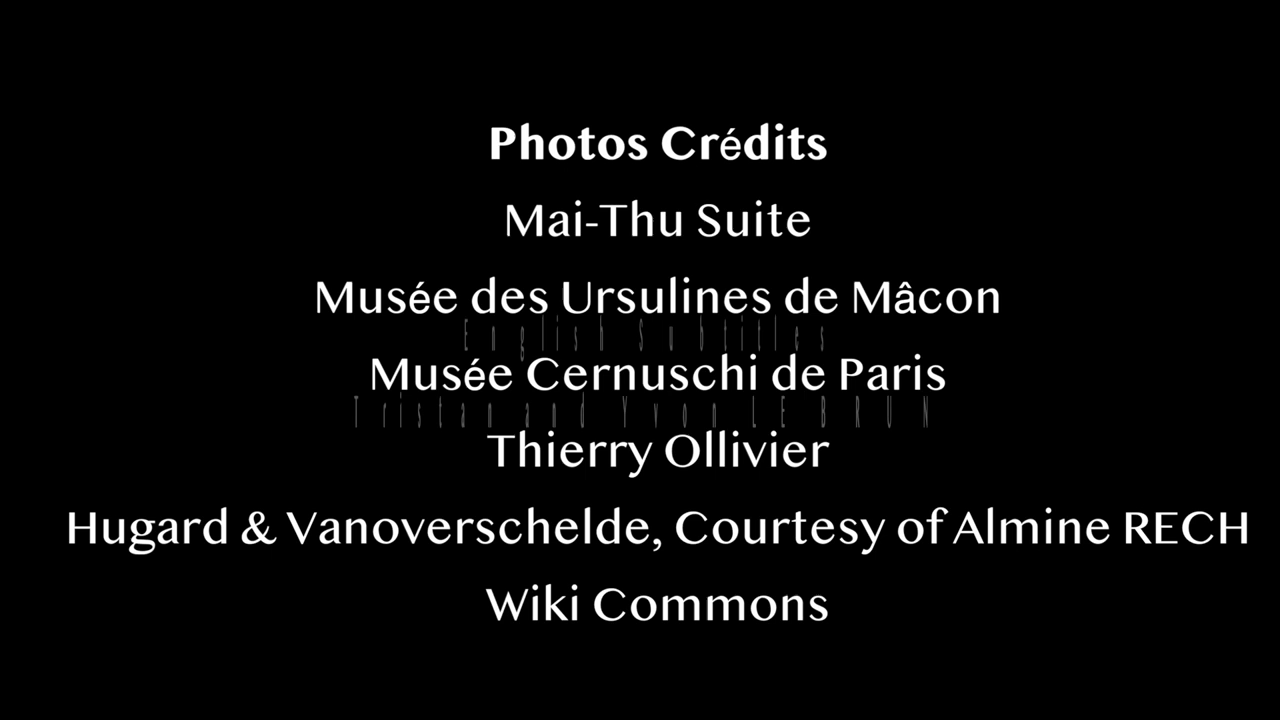 Photos Crédits
Mai-Thu Suite
Musée des Ursulines de Mâcon
English Subtitles
Musée Cernuschi de Paris
Tristan and Yvon LE BRUN
Thierry Ollivier
Hugard & Vanoverschelde, Courtesy of Almine RECH
Wiki Commons